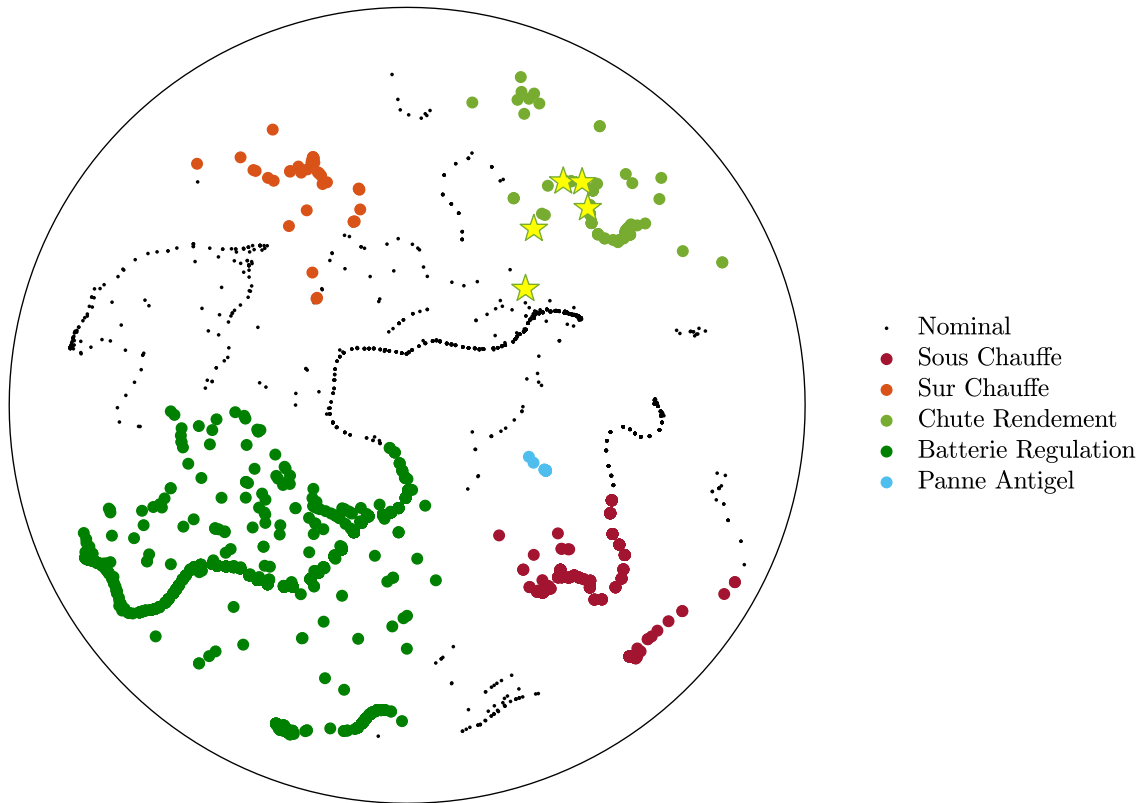 Nominal
Sous Chauffe
Sur Chauffe
Chute Rendement
Batterie Regulation
Panne Antigel